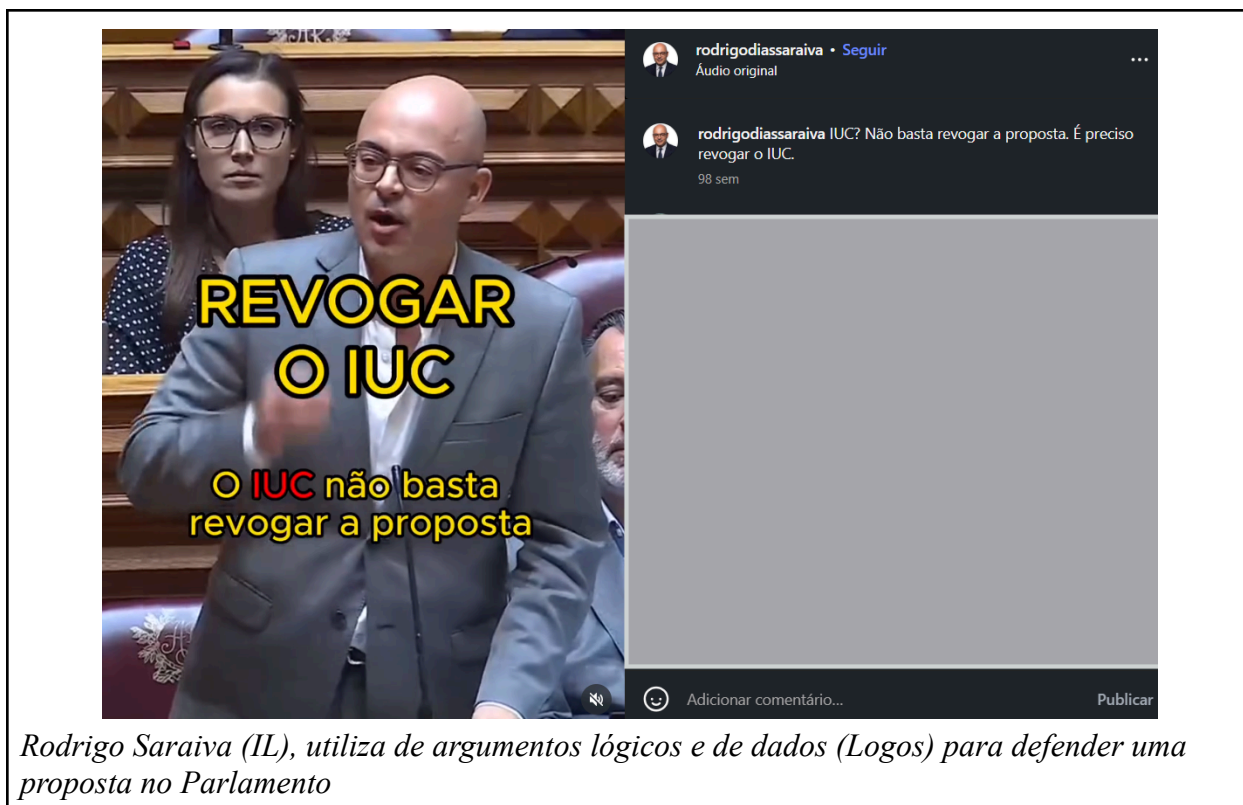 REVOGAR
O IUC
O IUC não basta
revogar a proposta
rodrigodiassaraiva • Seguir
Áudio original
rodrigodiassaraiva IUC? Não basta revogar a proposta. É preciso
revogar o IUC.
98 sem
Adicionar comentário...
Publicar
Rodrigo Saraiva (IL), utiliza de argumentos lógicos e de dados (Logos) para defender uma
proposta no Parlamento